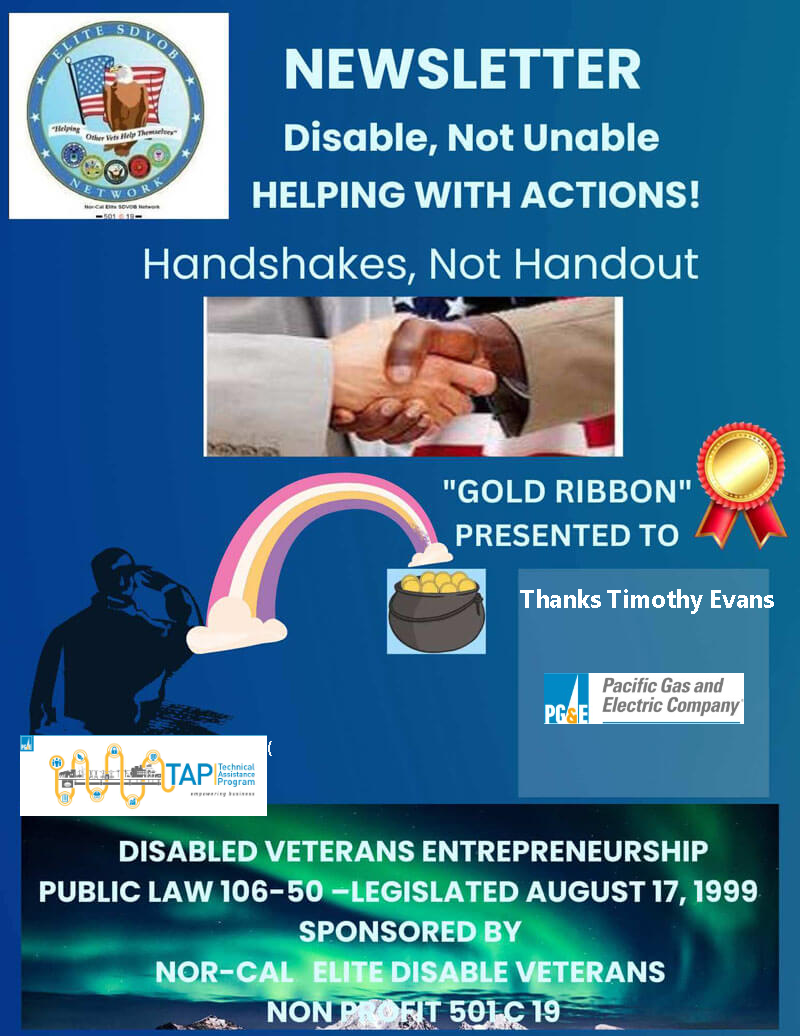 ELITE SDVOB
"Helping Other Vets Help Themselves"
NETWORK
Nor-Cal Elite SDVOB Network
501 C 19
NEWSLETTER
Disable, Not Unable
HELPING WITH ACTIONS!
Handshakes, Not Handout
"GOLD RIBBON"
PRESENTED TO
Thanks Timothy Evans
PG&E
Pacific Gas and
Electric Company
PG&E
(
TAP
Technical
Assistance
Program
empowering business
DISABLED VETERANS ENTREPRENEURSHIP
PUBLIC LAW 106-50 –LEGISLATED AUGUST 17, 1999
SPONSORED BY
NOR-CAL ELITE DISABLE VETERANS
NON PROFIT 501 C 19